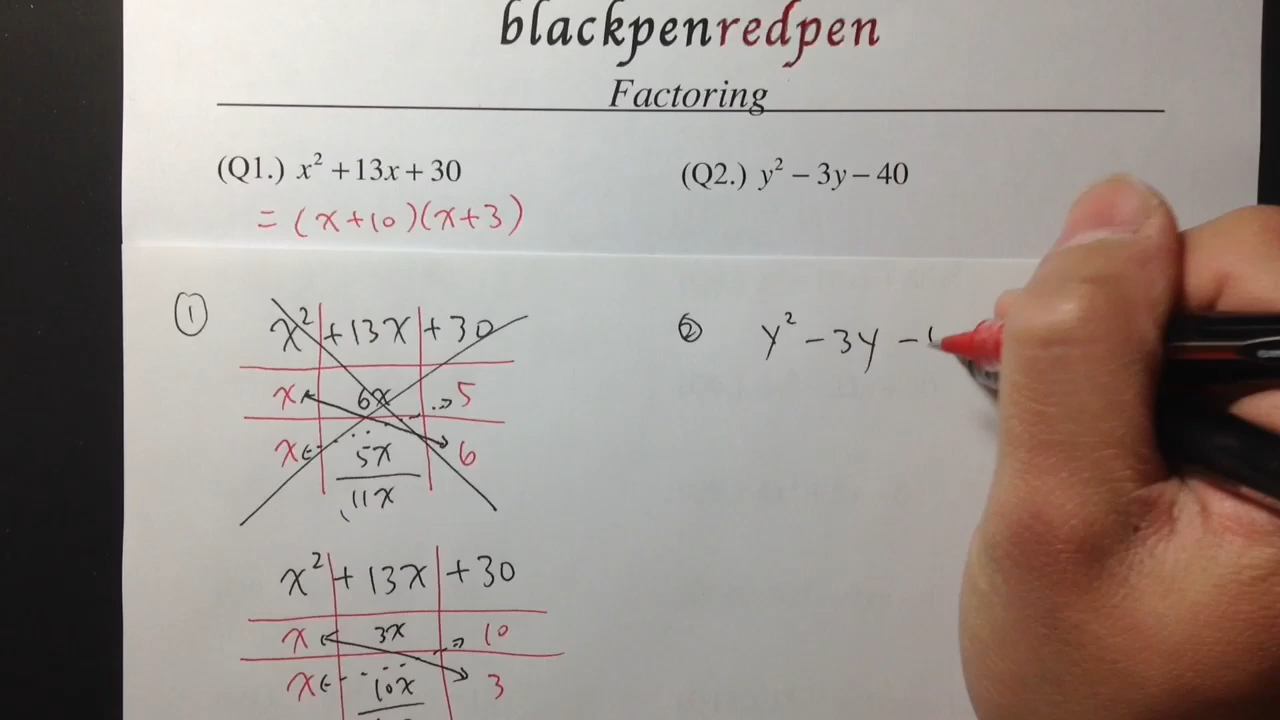 blackpenredpen
Factoring
(Q1.) x² + 13x + 30
= (x+10)(x+3)
(Q2.) y² − 3y − 40
①
x² + 13x + 30
x 6x 5
x 5x 6
11x
x² + 13x + 30
x 3x 10
x 10x 3
② y² − 3y −